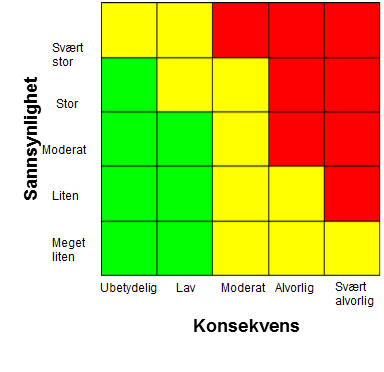 Svært
stor
Stor
Moderat
Liten
Meget
liten
Sannsynlighet
Ubetydelig
Lav
Moderat
Alvorlig
Svært
alvorlig
Konsekvens